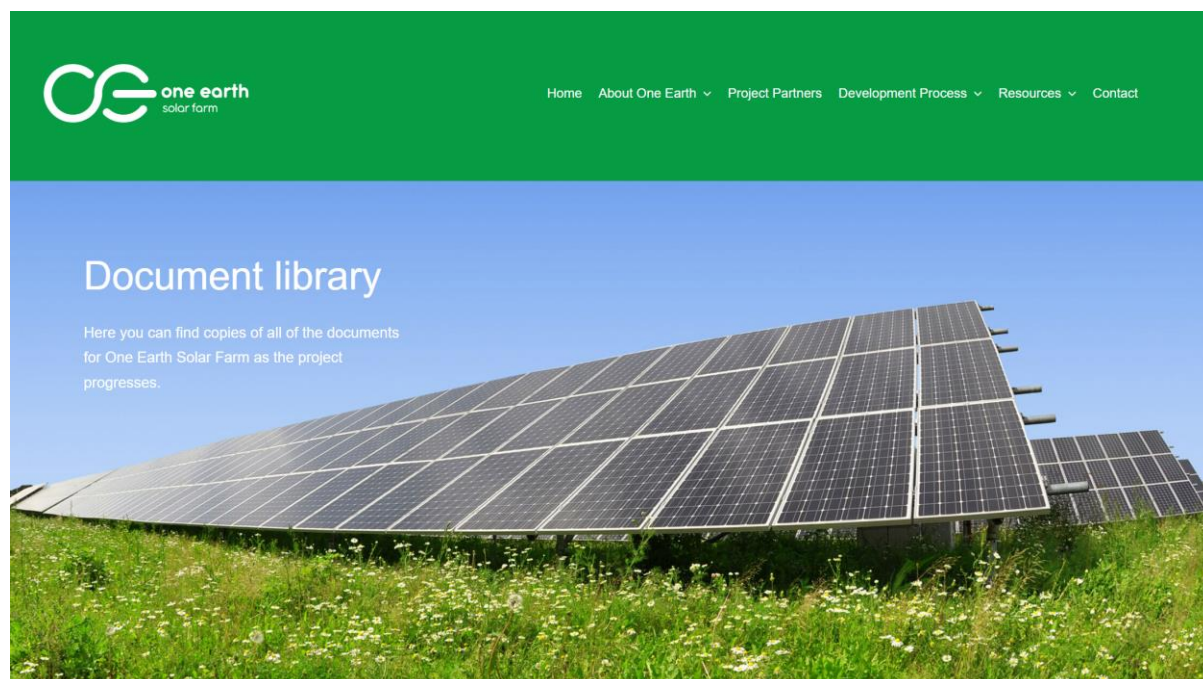 one earth
solar farm
Home About One Earth Project Partners Development Process Resources Contact
Document library
Here you can find copies of all of the documents
for One Earth Solar Farm as the project
progresses.